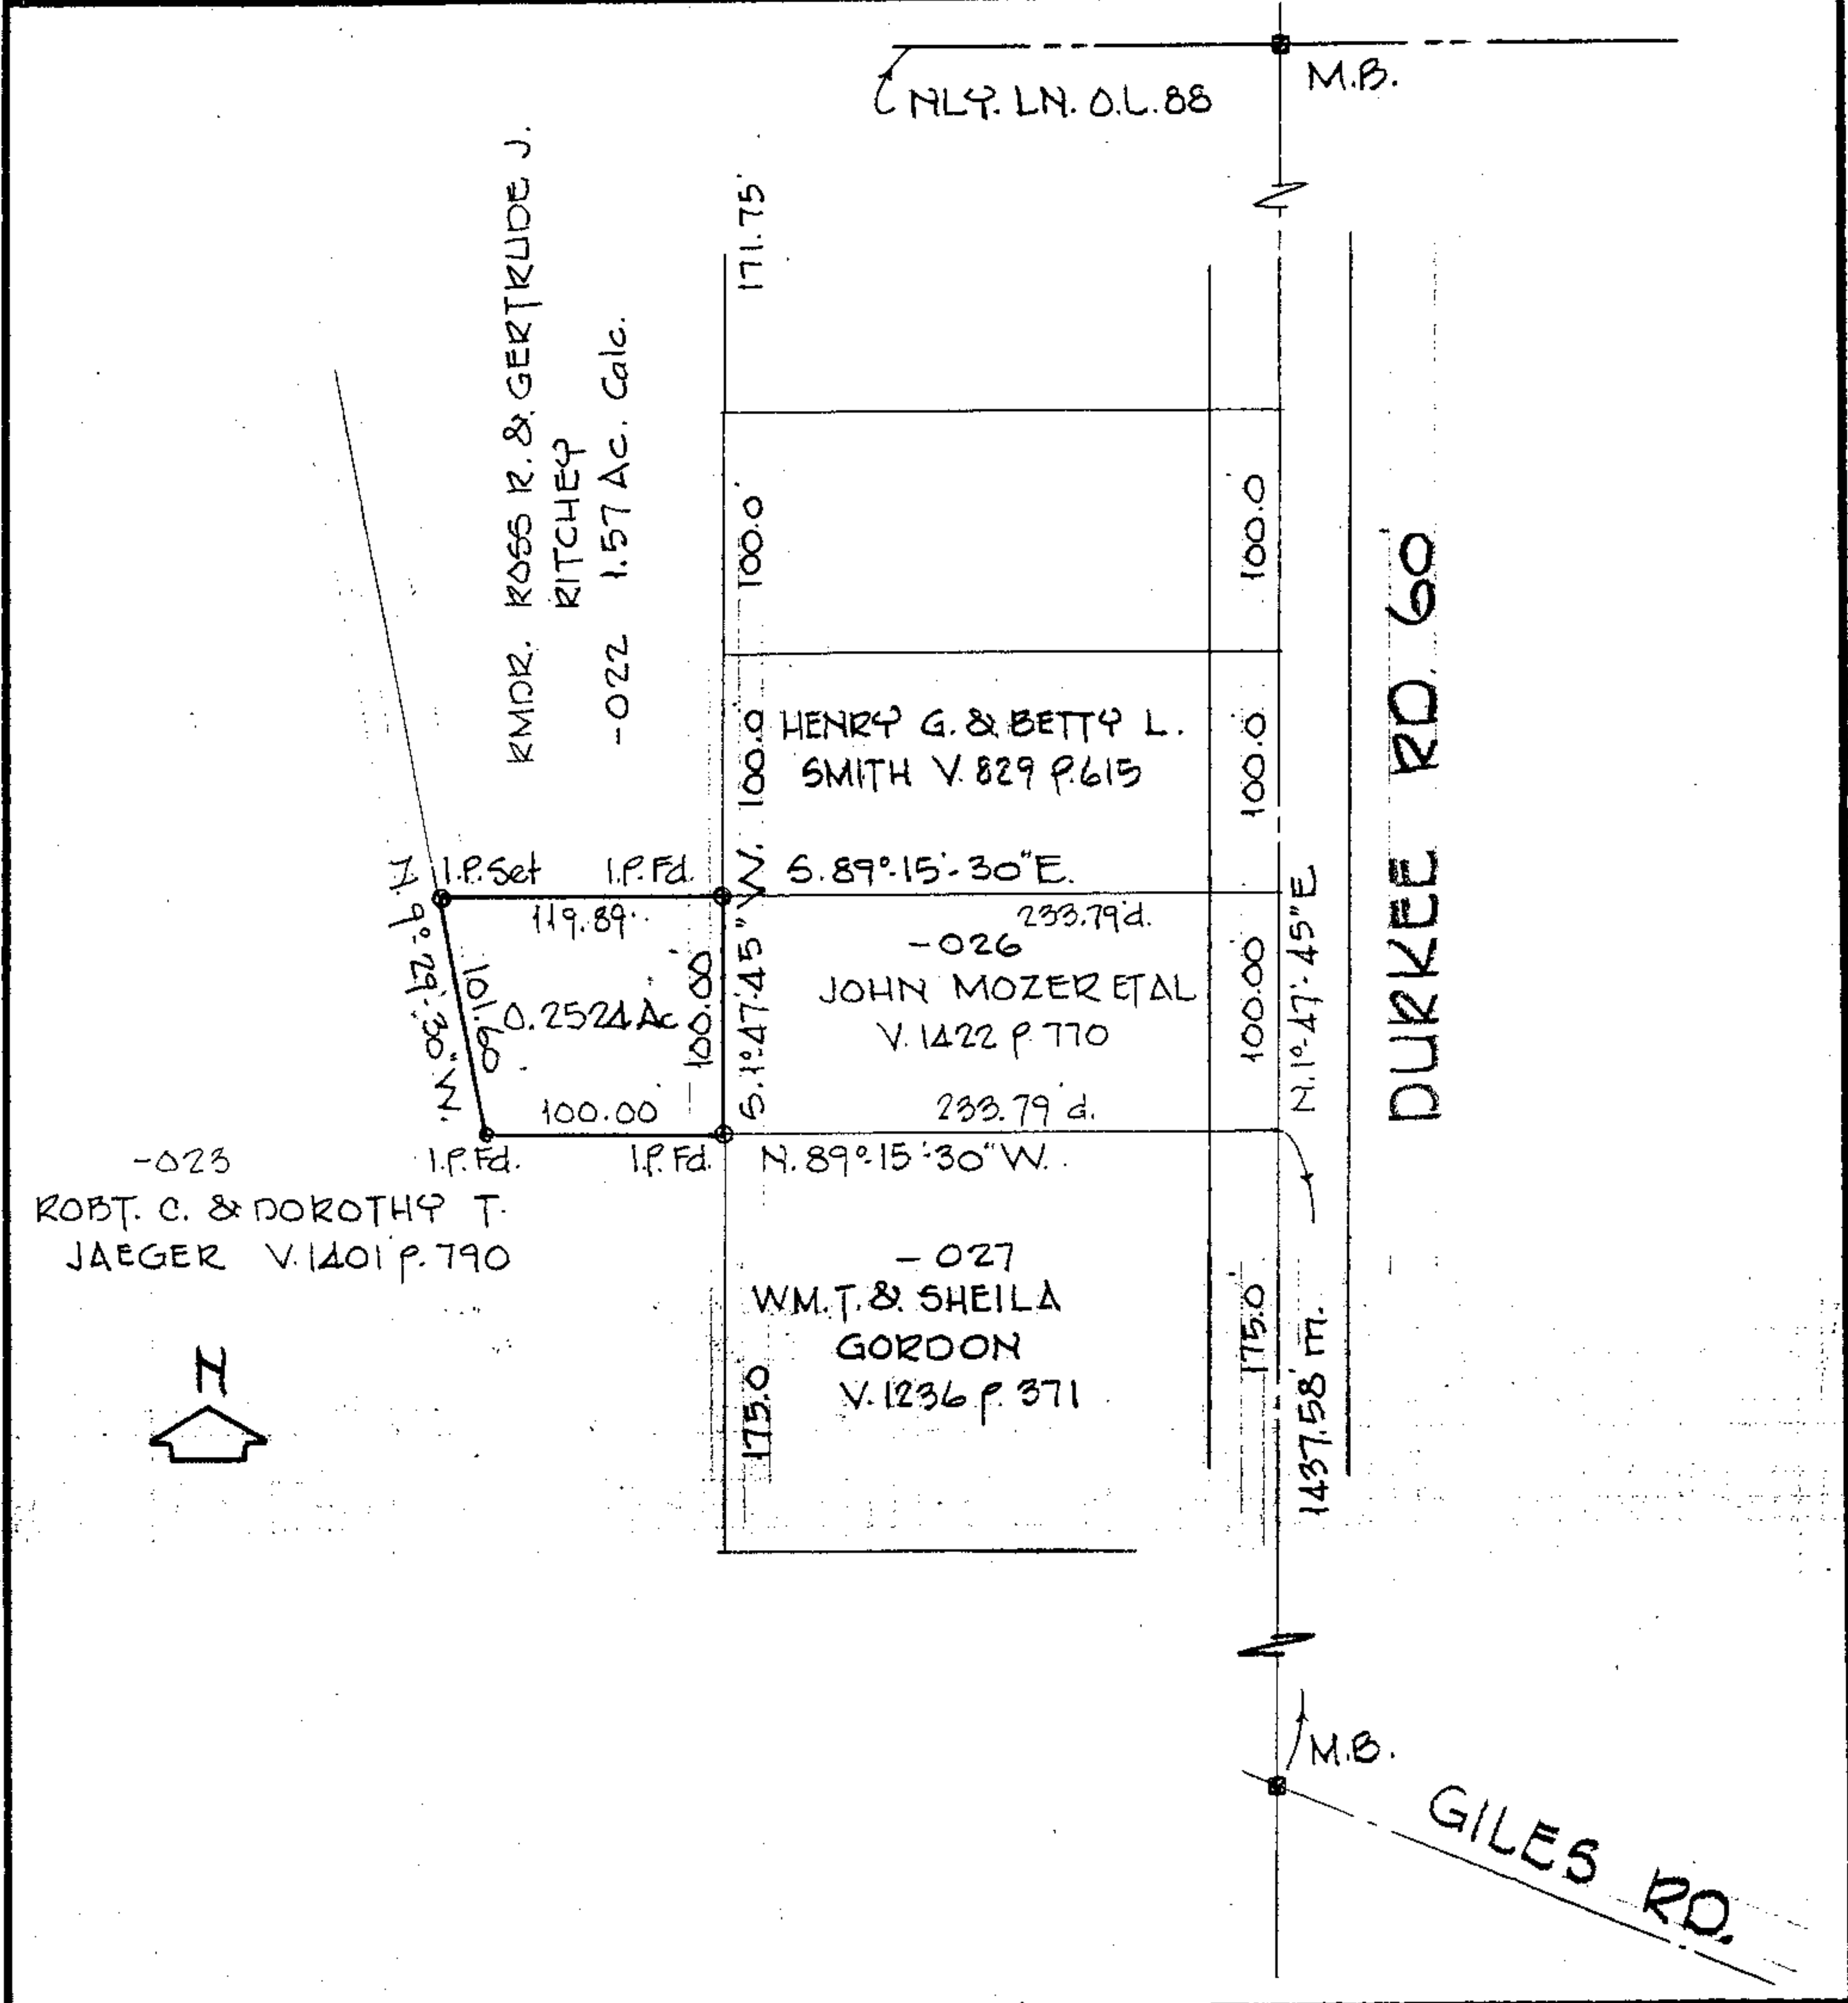 NLY. LN. O.L. 88
M.B.
RMDR. ROSS R. & GERTRUDE J.
RITCHEY
-022 1.57 Ac. Calc.
171.75'
100.0'
100.0'
100.0
HENRY G. & BETTY L.
SMITH V. 829 P. 615
100.0'
DURKEE RD. 60'
I.P. Set
I.P. Fd.
S. 89°-15'-30" E.
119.89'
233.79' d.
N. 9°-29'-30" W.
101.68
0.2524 Ac
100.00
S. 1°-47'-45" W.
-026
JOHN MOZER ETAL
V. 1422 P. 770
100.00
N. 1°-47'-45" E
100.00'
233.79' d.
I.P. Fd.
I.P. Fd.
N. 89°-15'-30" W.
-023
ROBT. C. & DOROTHY T.
JAEGER V. 1401 P. 790
-027
WM. T. & SHEILA
GORDON
V. 1236 P. 371
175.0
175.0'
1437.58' m.
N
M.B.
GILES RD.